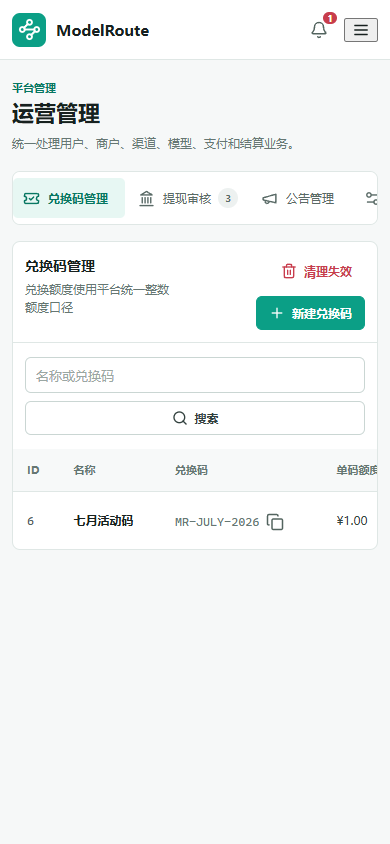 ModelRoute
1
平台管理
运营管理
统一处理用户、商户、渠道、模型、支付和结算业务。
兑换码管理
提现审核 3
公告管理
兑换码管理
清理失效
兑换额度使用平台统一整数
额度口径
新建兑换码
名称或兑换码
搜索
ID 名称 兑换码 单码额度
6 七月活动码 MR-JULY-2026 ¥1.00